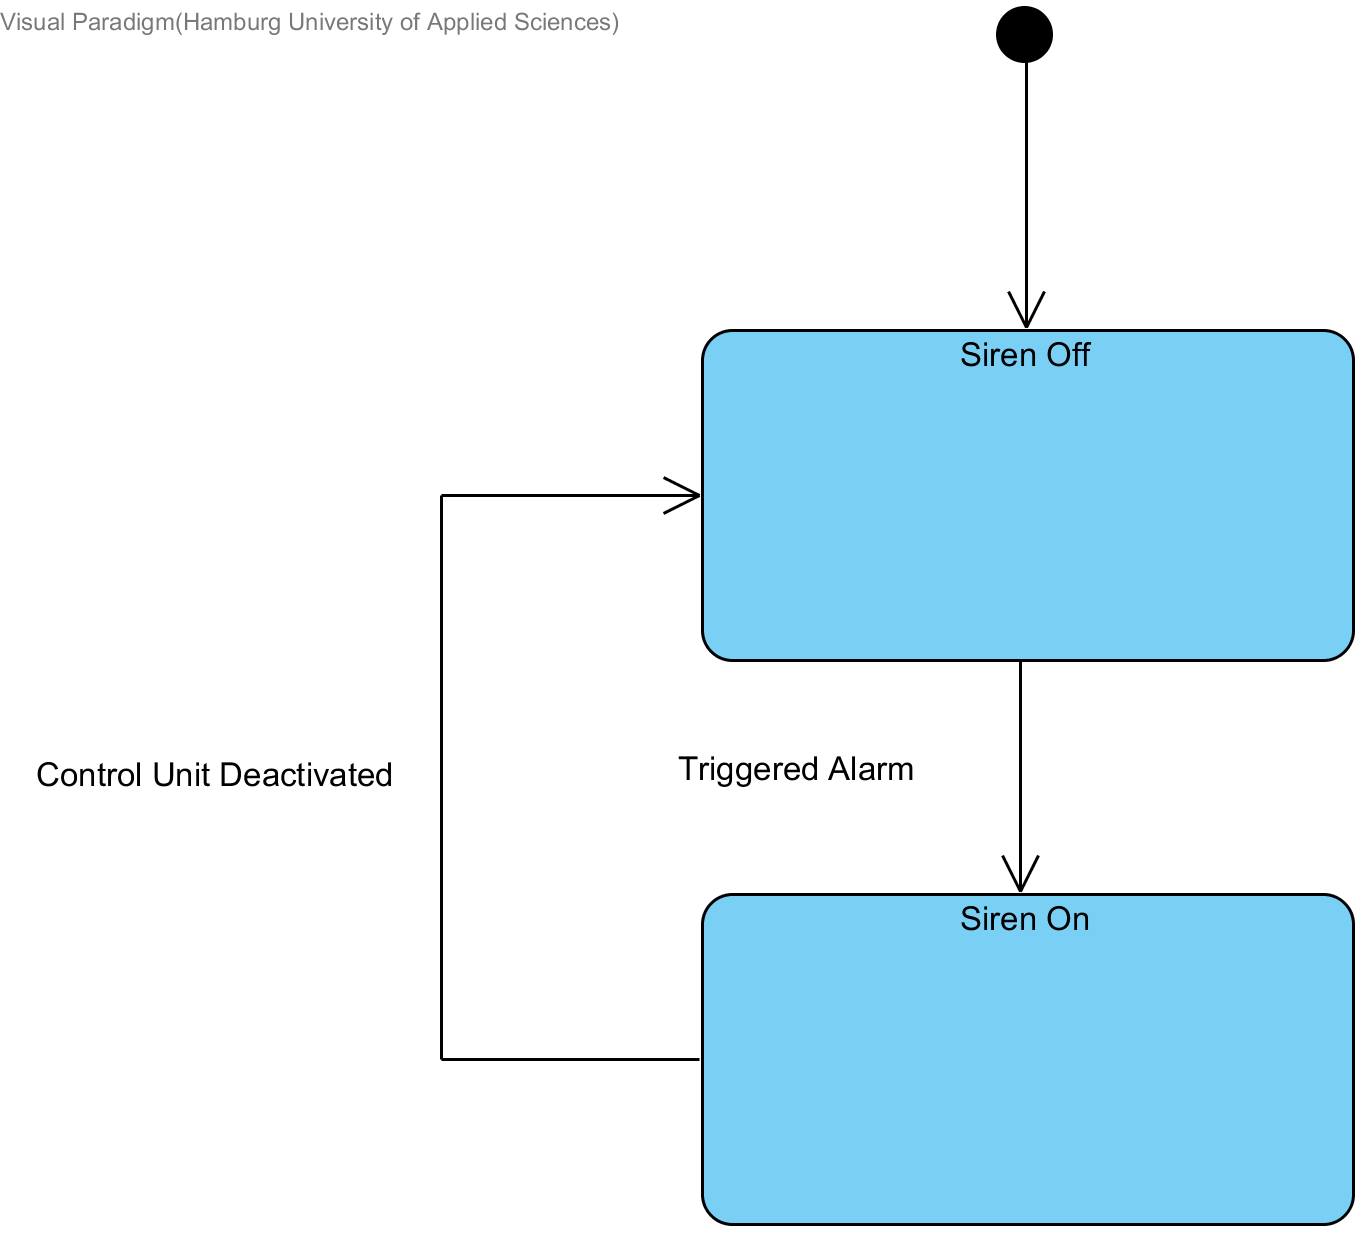 Visual Paradigm(Hamburg University of Applied Sciences)
Siren Off
Control Unit Deactivated
Triggered Alarm
Siren On